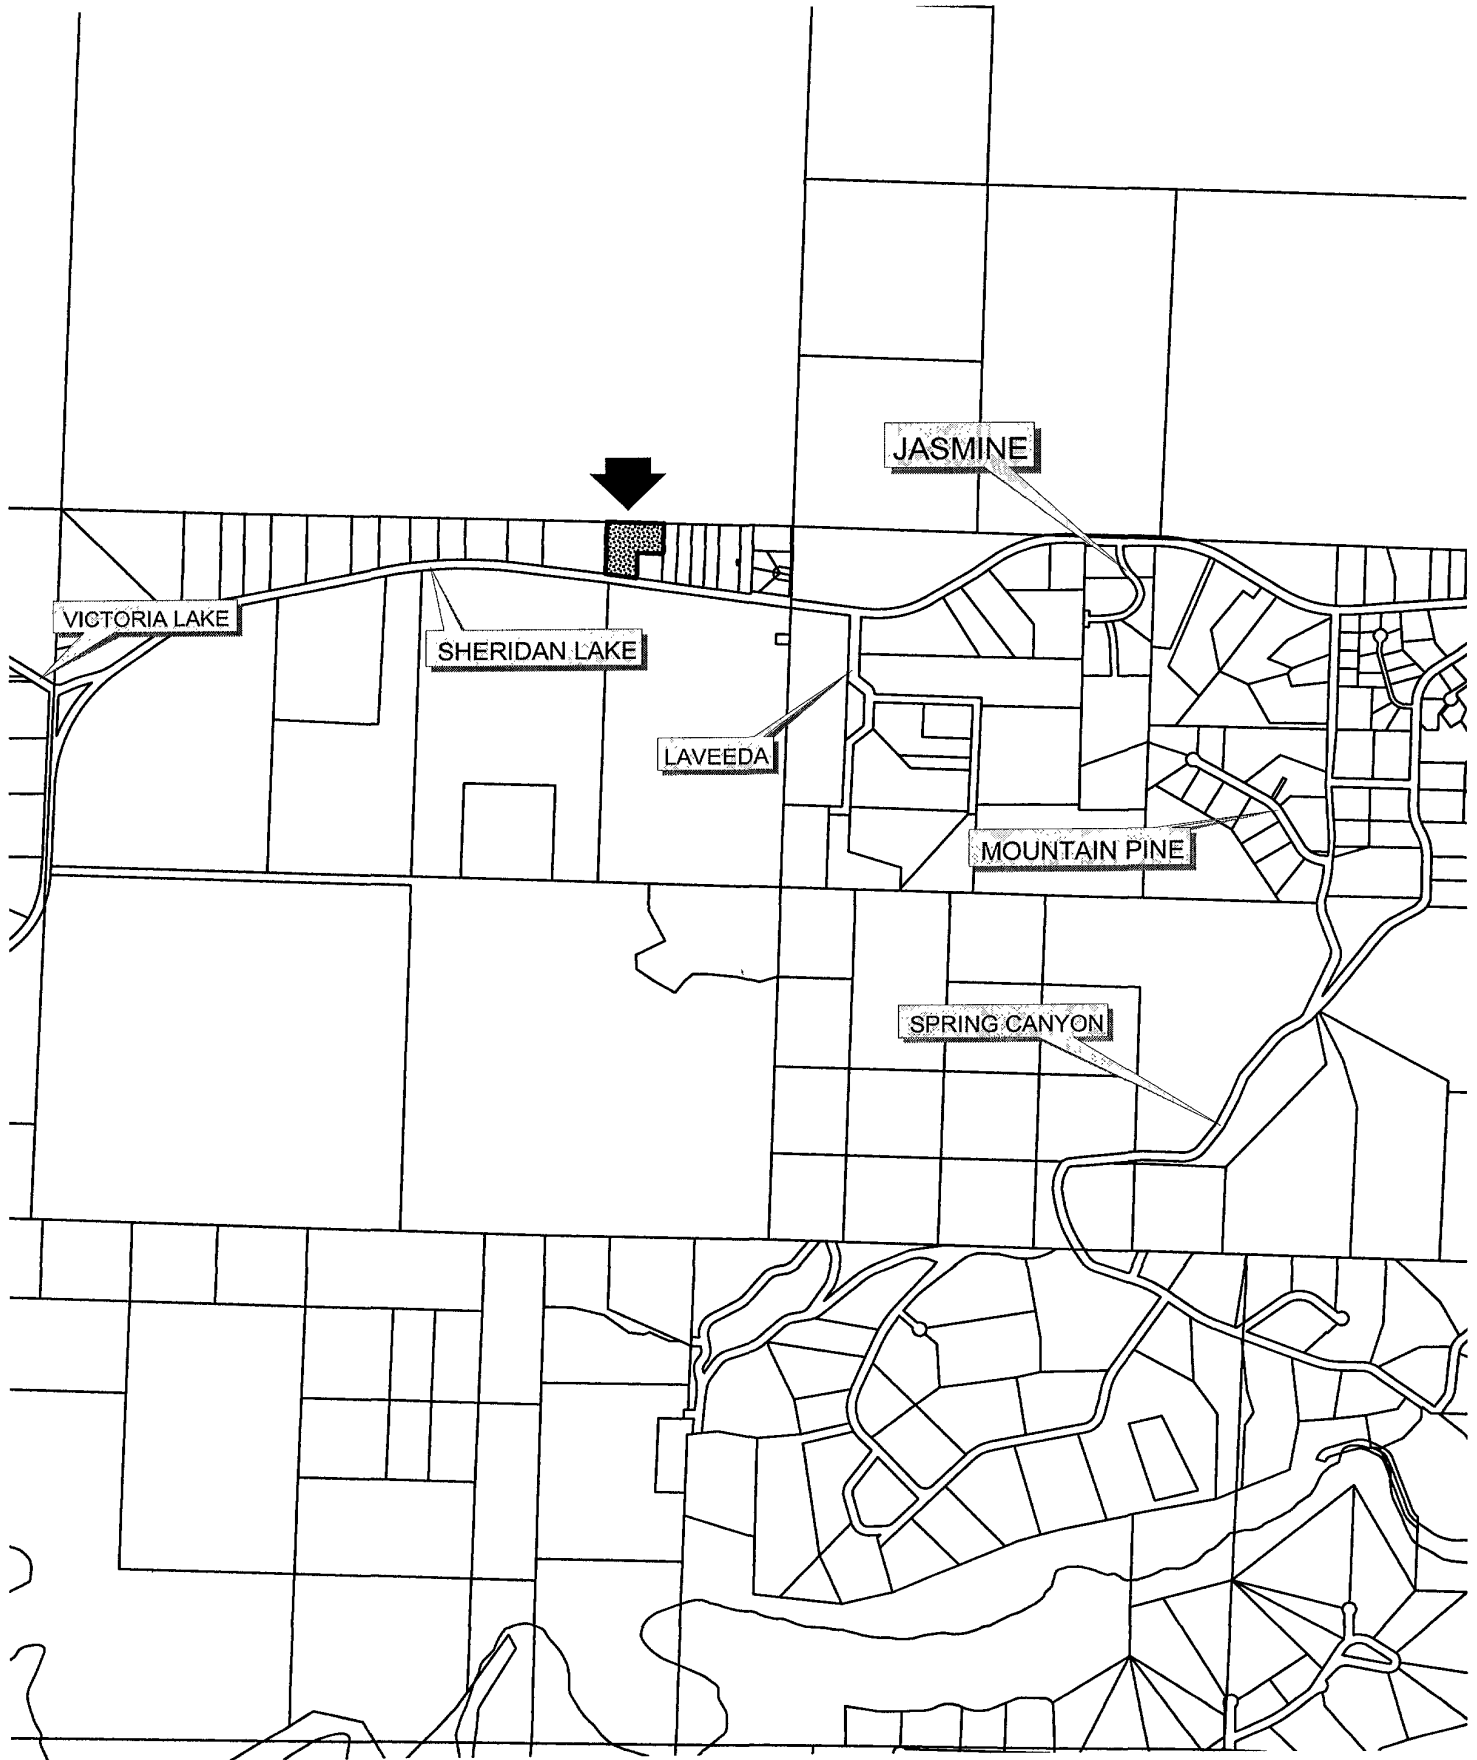 JASMINE
VICTORIA LAKE
SHERIDAN LAKE
LAVEEDA
MOUNTAIN PINE
SPRING CANYON